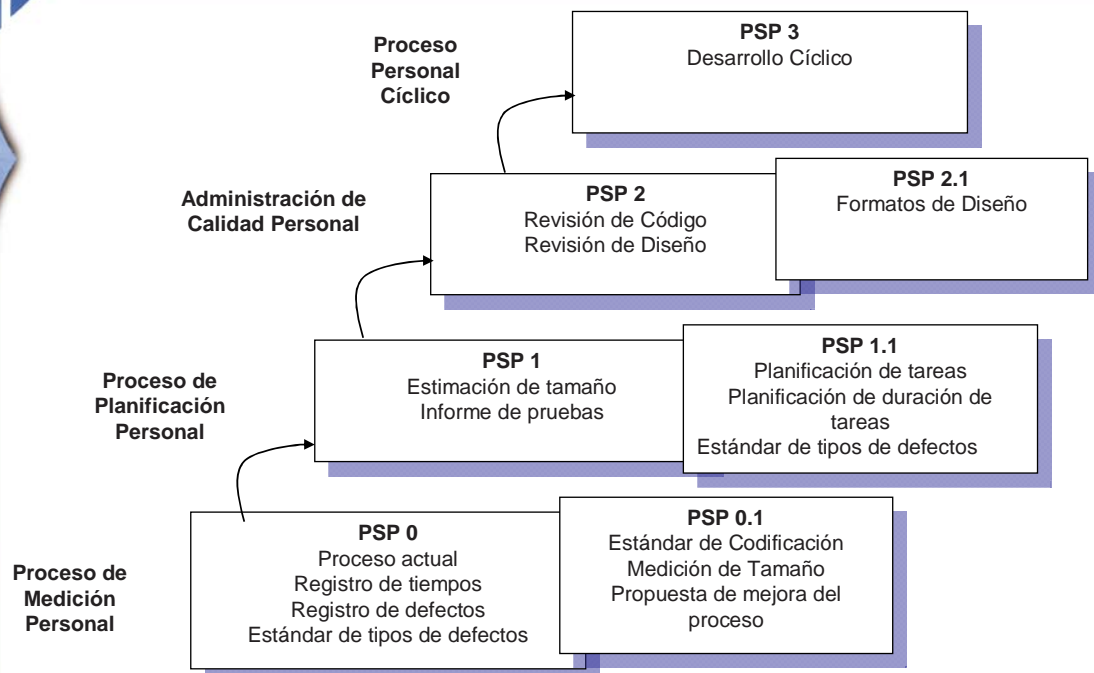 Proceso
Personal
Cíclico
PSP 3
Desarrollo Cíclico
Administración de
Calidad Personal
PSP 2
Revisión de Código
Revisión de Diseño
PSP 2.1
Formatos de Diseño
Proceso de
Planificación
Personal
PSP 1
Estimación de tamaño
Informe de pruebas
PSP 1.1
Planificación de tareas
Planificación de duración de
tareas
Estándar de tipos de defectos
Proceso de
Medición
Personal
PSP 0
Proceso actual
Registro de tiempos
Registro de defectos
Estándar de tipos de defectos
PSP 0.1
Estándar de Codificación
Medición de Tamaño
Propuesta de mejora del
proceso